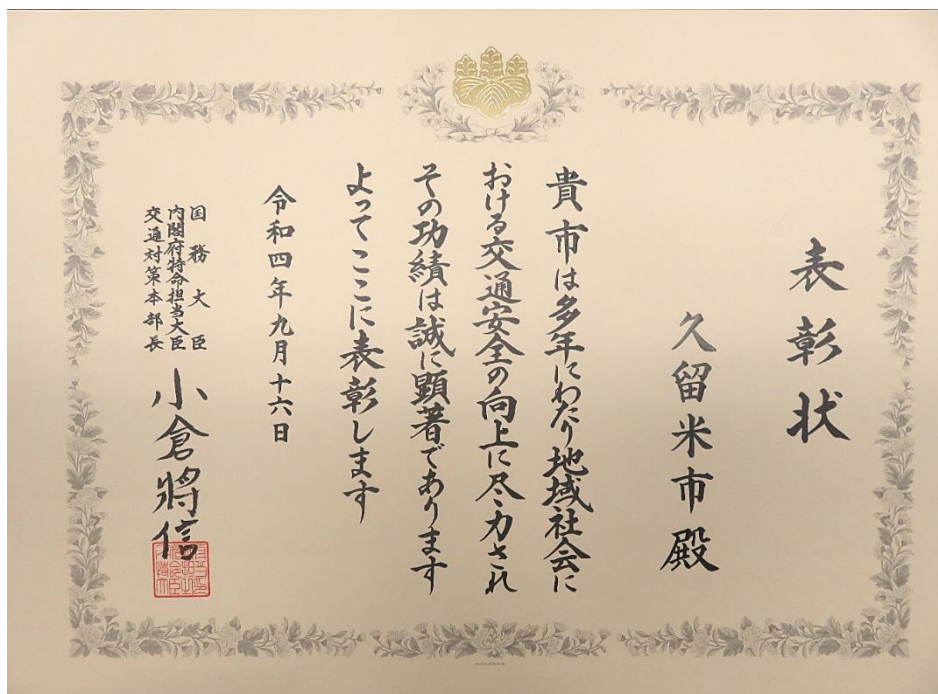 表彰状
久留米市殿
貴市は多年にわたり地域社会に
おける交通安全の向上に尽力され
その功績は誠に顕著であります
よってここに表彰します
令和四年九月十六日
国務大臣
内閣府特命担当大臣
交通対策本部長
小倉將信